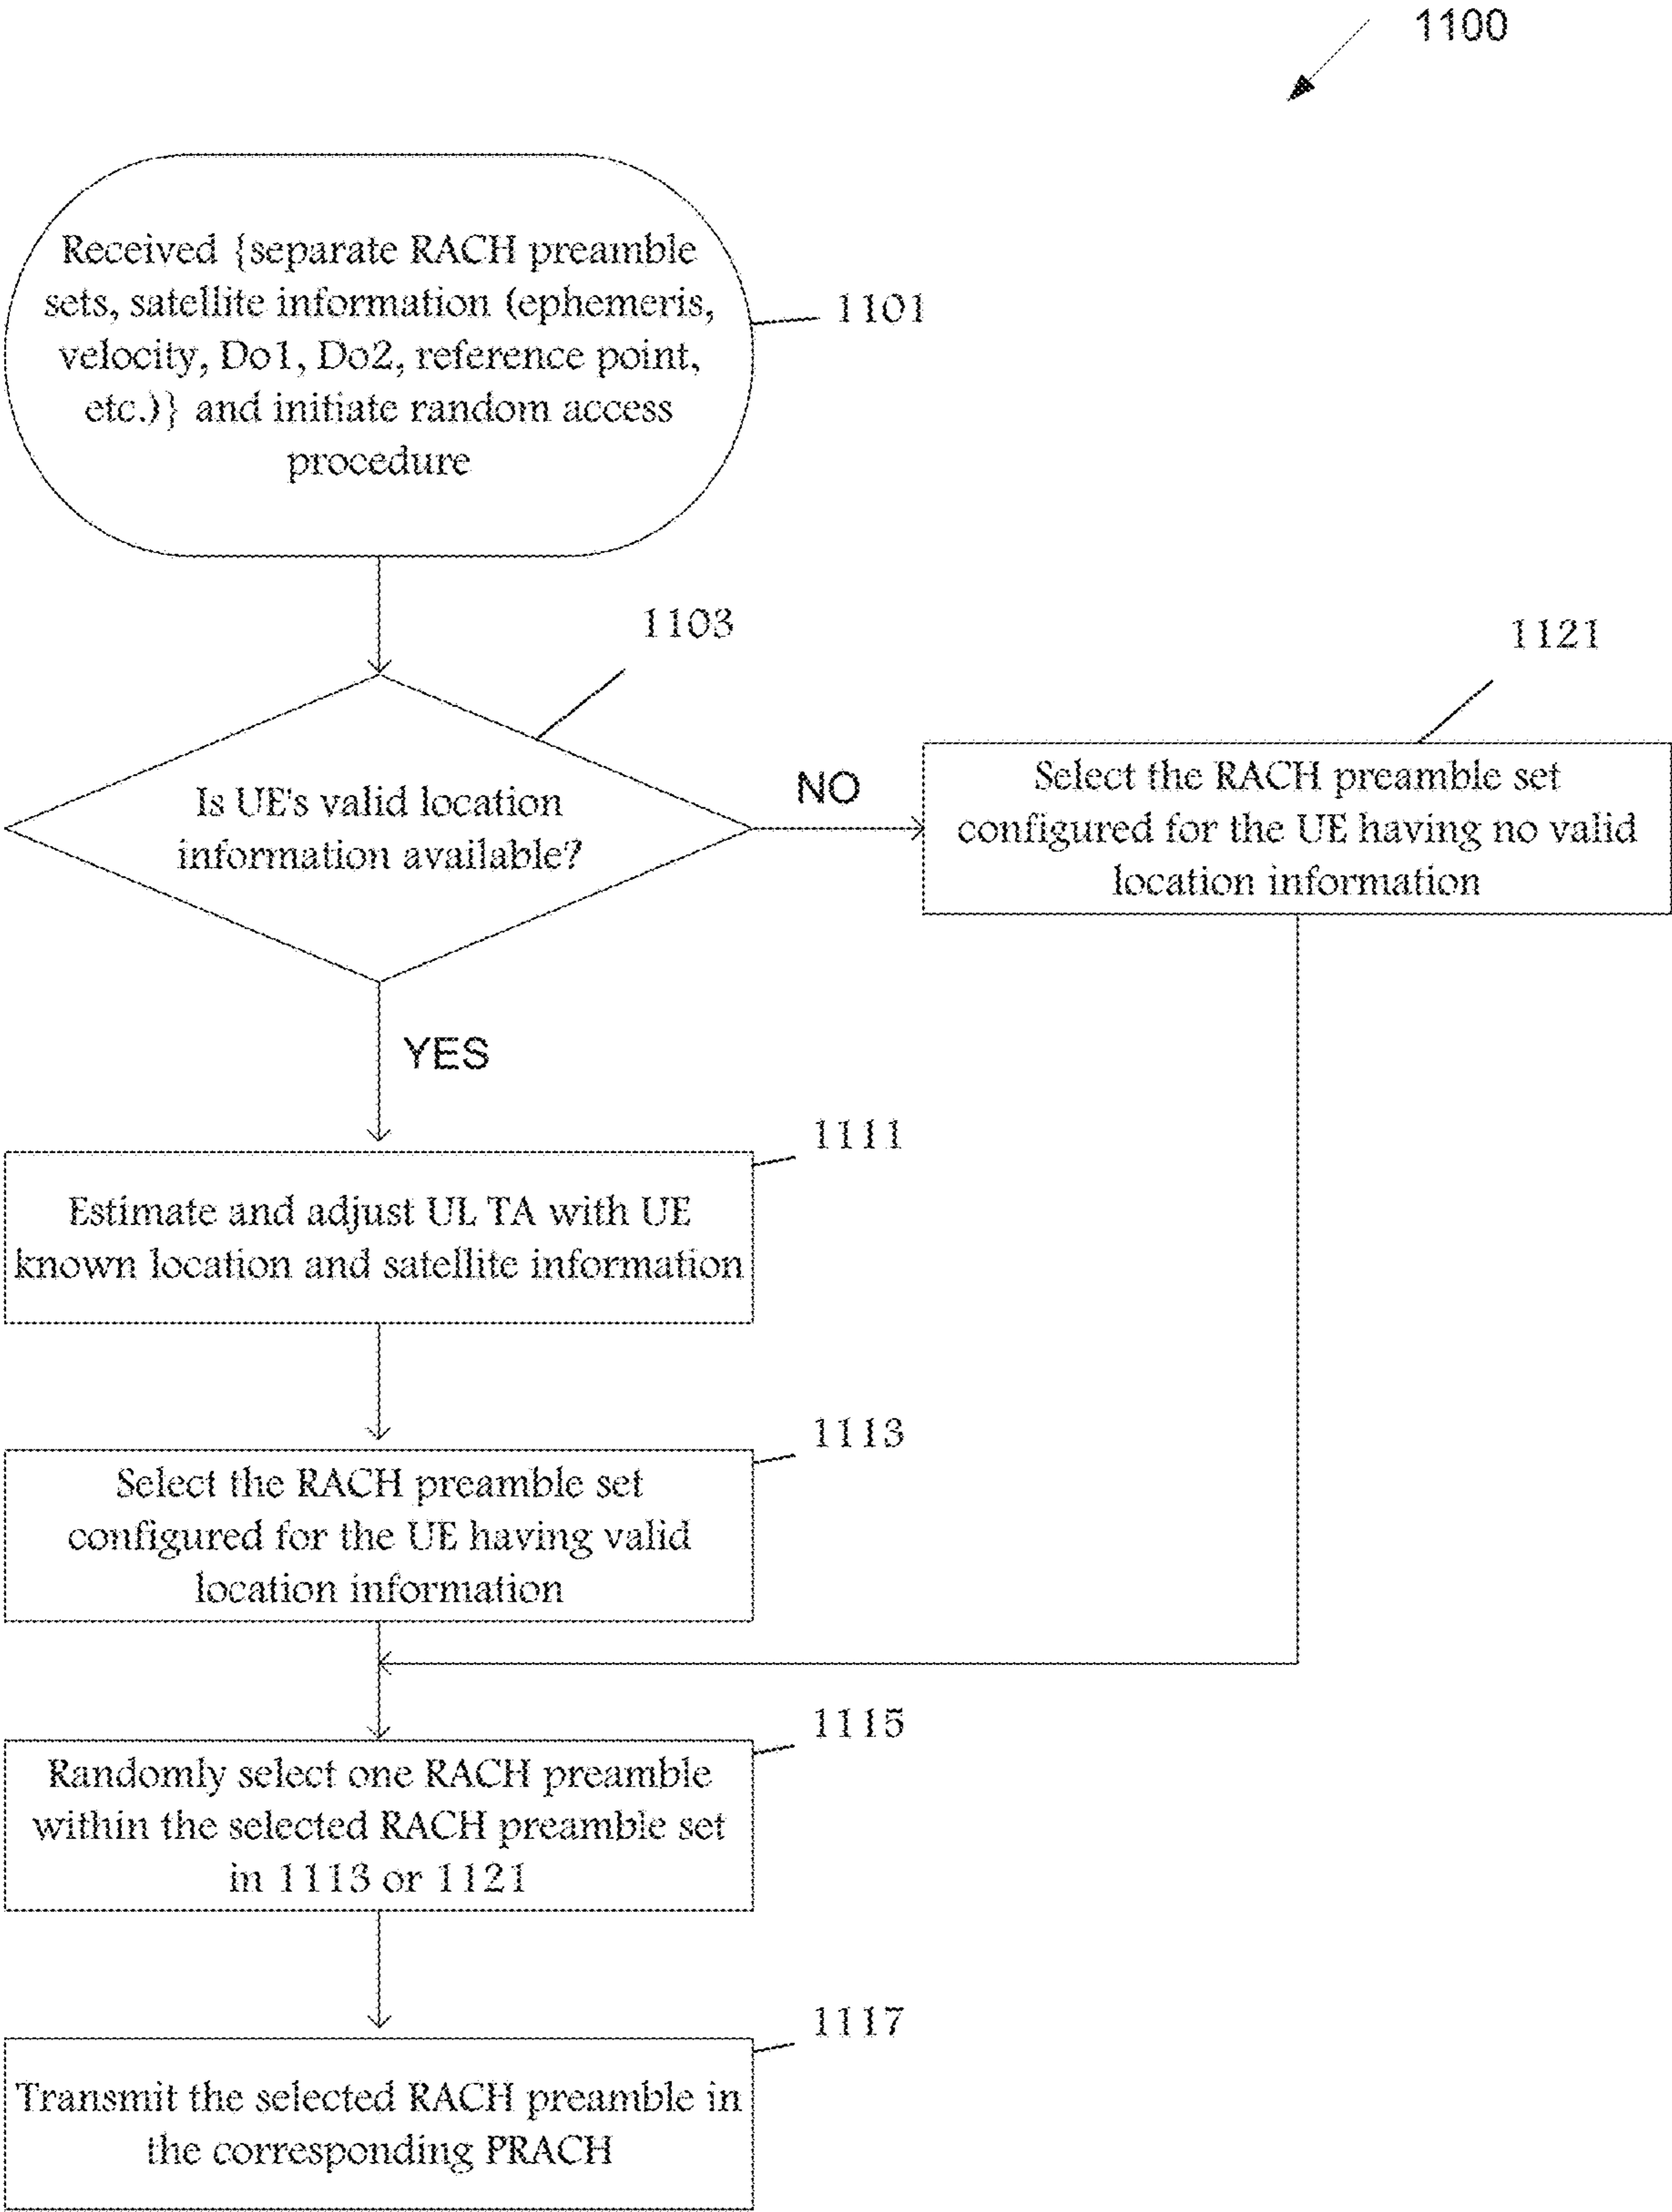 1100
Received {separate RACH preamble
sets, satellite information (ephemeris,
velocity, Do1, Do2, reference point,
etc.)} and initiate random access
procedure
1101
1103
Is UE's valid location
information available?
NO
1121
Select the RACH preamble set
configured for the UE having no valid
location information
YES
1111
Estimate and adjust UL TA with UE
known location and satellite information
1113
Select the RACH preamble set
configured for the UE having valid
location information
1115
Randomly select one RACH preamble
within the selected RACH preamble set
in 1113 or 1121
1117
Transmit the selected RACH preamble in
the corresponding PRACH